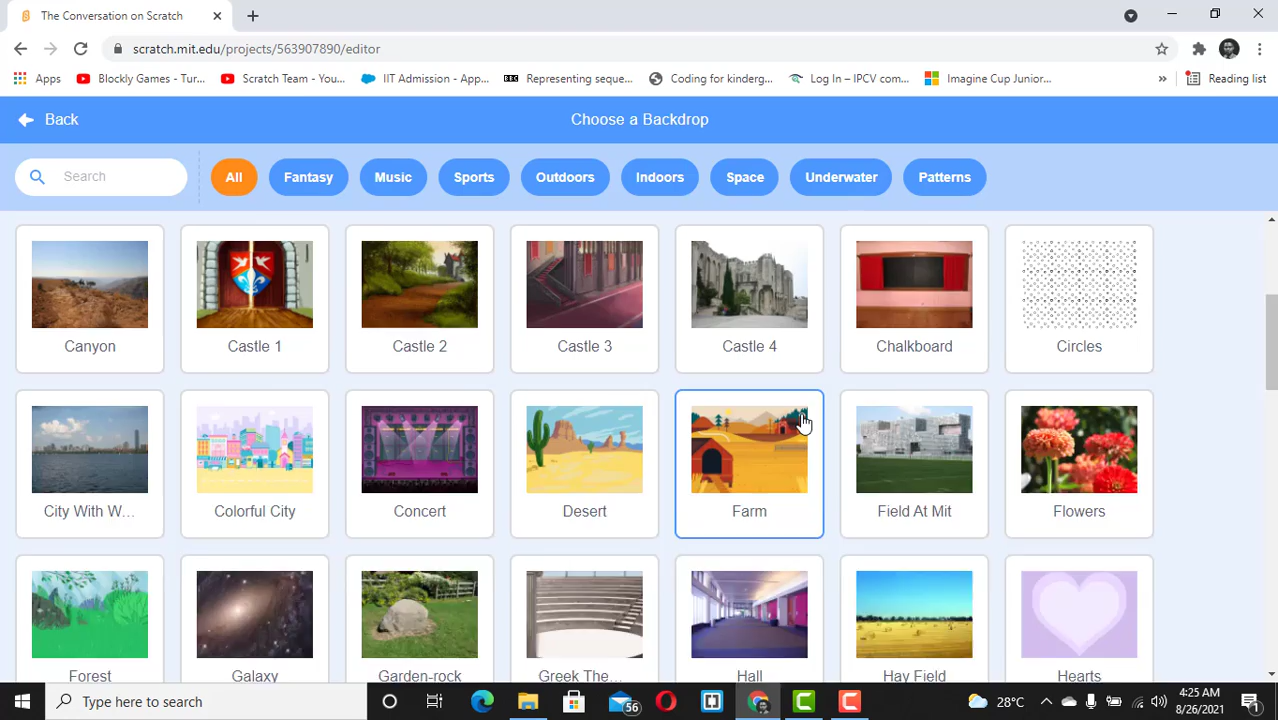 The Conversation on Scratch
scratch.mit.edu/projects/563907890/editor
Apps
Blockly Games - Tur...
Scratch Team - You...
IIT Admission - App...
Representing seque...
Coding for kinderg...
Log In – IPCV com...
Imagine Cup Junior...
»
Reading list
Back
Choose a Backdrop
Search
All
Fantasy
Music
Sports
Outdoors
Indoors
Space
Underwater
Patterns
Canyon
Castle 1
Castle 2
Castle 3
Castle 4
Chalkboard
Circles
City With W...
Colorful City
Concert
Desert
Farm
Field At Mit
Flowers
Forest
Galaxy
Garden-rock
Greek The...
Hall
Hay Field
Hearts
Type here to search
56
28°C
4:25 AM
8/26/2021
1